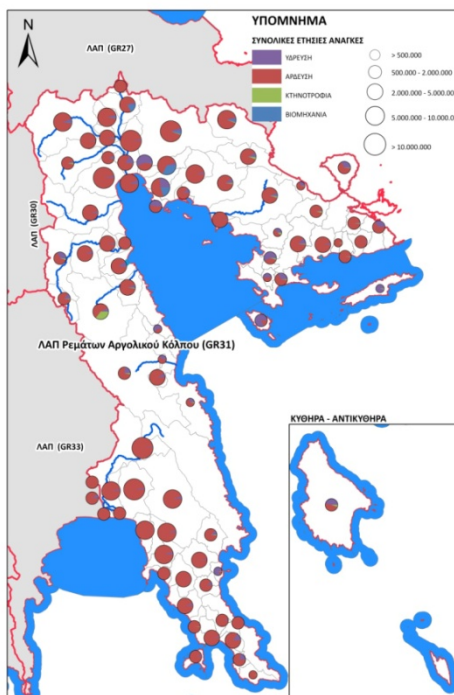 N
ΛΑΠ (GR27)
ΥΠΟΜΝΗΜΑ
ΣΥΝΟΛΙΚΕΣ ΕΤΗΣΙΕΣ ΑΝΑΓΚΕΣ
ΥΔΡΕΥΣΗ
ΑΡΔΕΥΣΗ
ΚΤΗΝΟΤΡΟΦΙΑ
ΒΙΟΜΗΧΑΝΙΑ
> 500.000
500.000 - 2.000.000
2.000.000 - 5.000.000
5.000.000 - 10.000.000
> 10.000.000
ΛΑΠ (GR30)
ΛΑΠ Ρεμάτων Αργολικού Κόλπου (GR31)
ΛΑΠ (GR33)
ΚΥΘΗΡΑ - ΑΝΤΙΚΥΘΗΡΑ